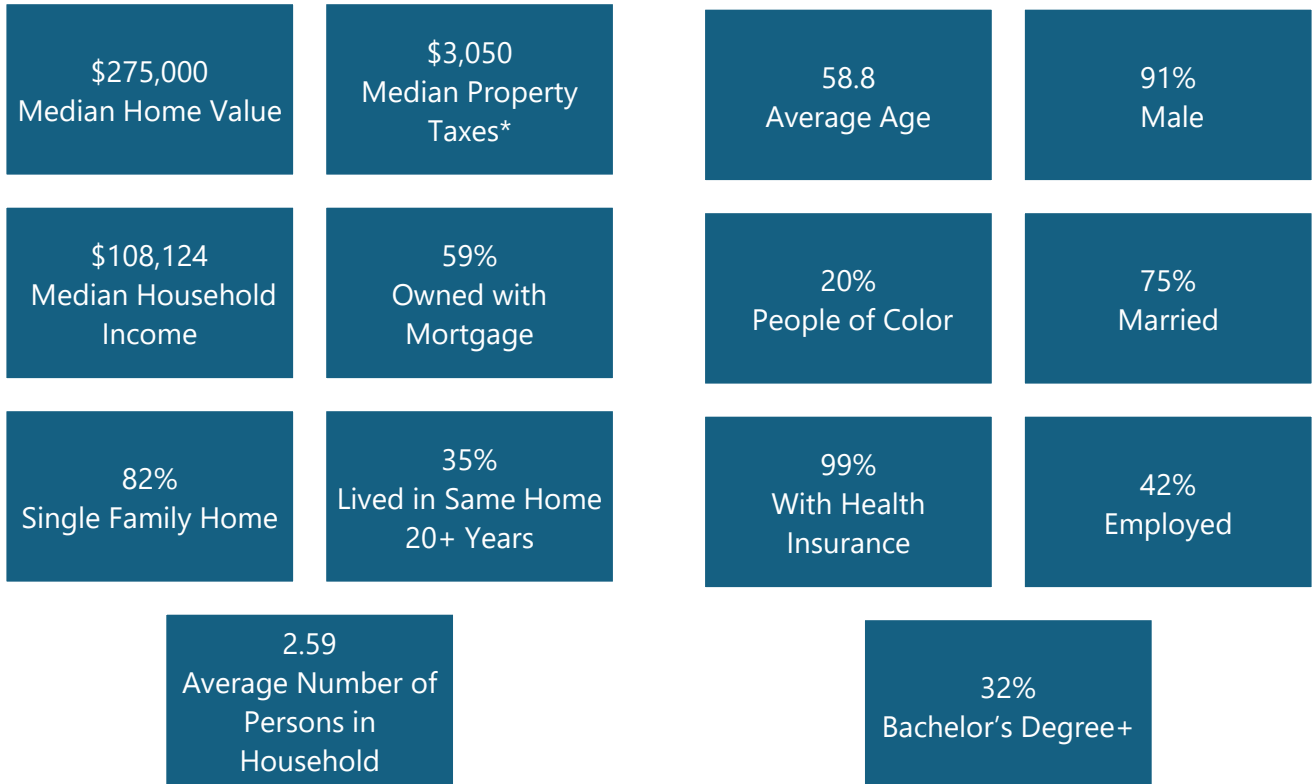 $275,000
Median Home Value
$3,050
Median Property
Taxes*
$108,124
Median Household
Income
59%
Owned with
Mortgage
82%
Single Family Home
35%
Lived in Same Home
20+ Years
2.59
Average Number of
Persons in
Household
58.8
Average Age
91%
Male
20%
People of Color
75%
Married
99%
With Health
Insurance
42%
Employed
32%
Bachelor’s Degree+